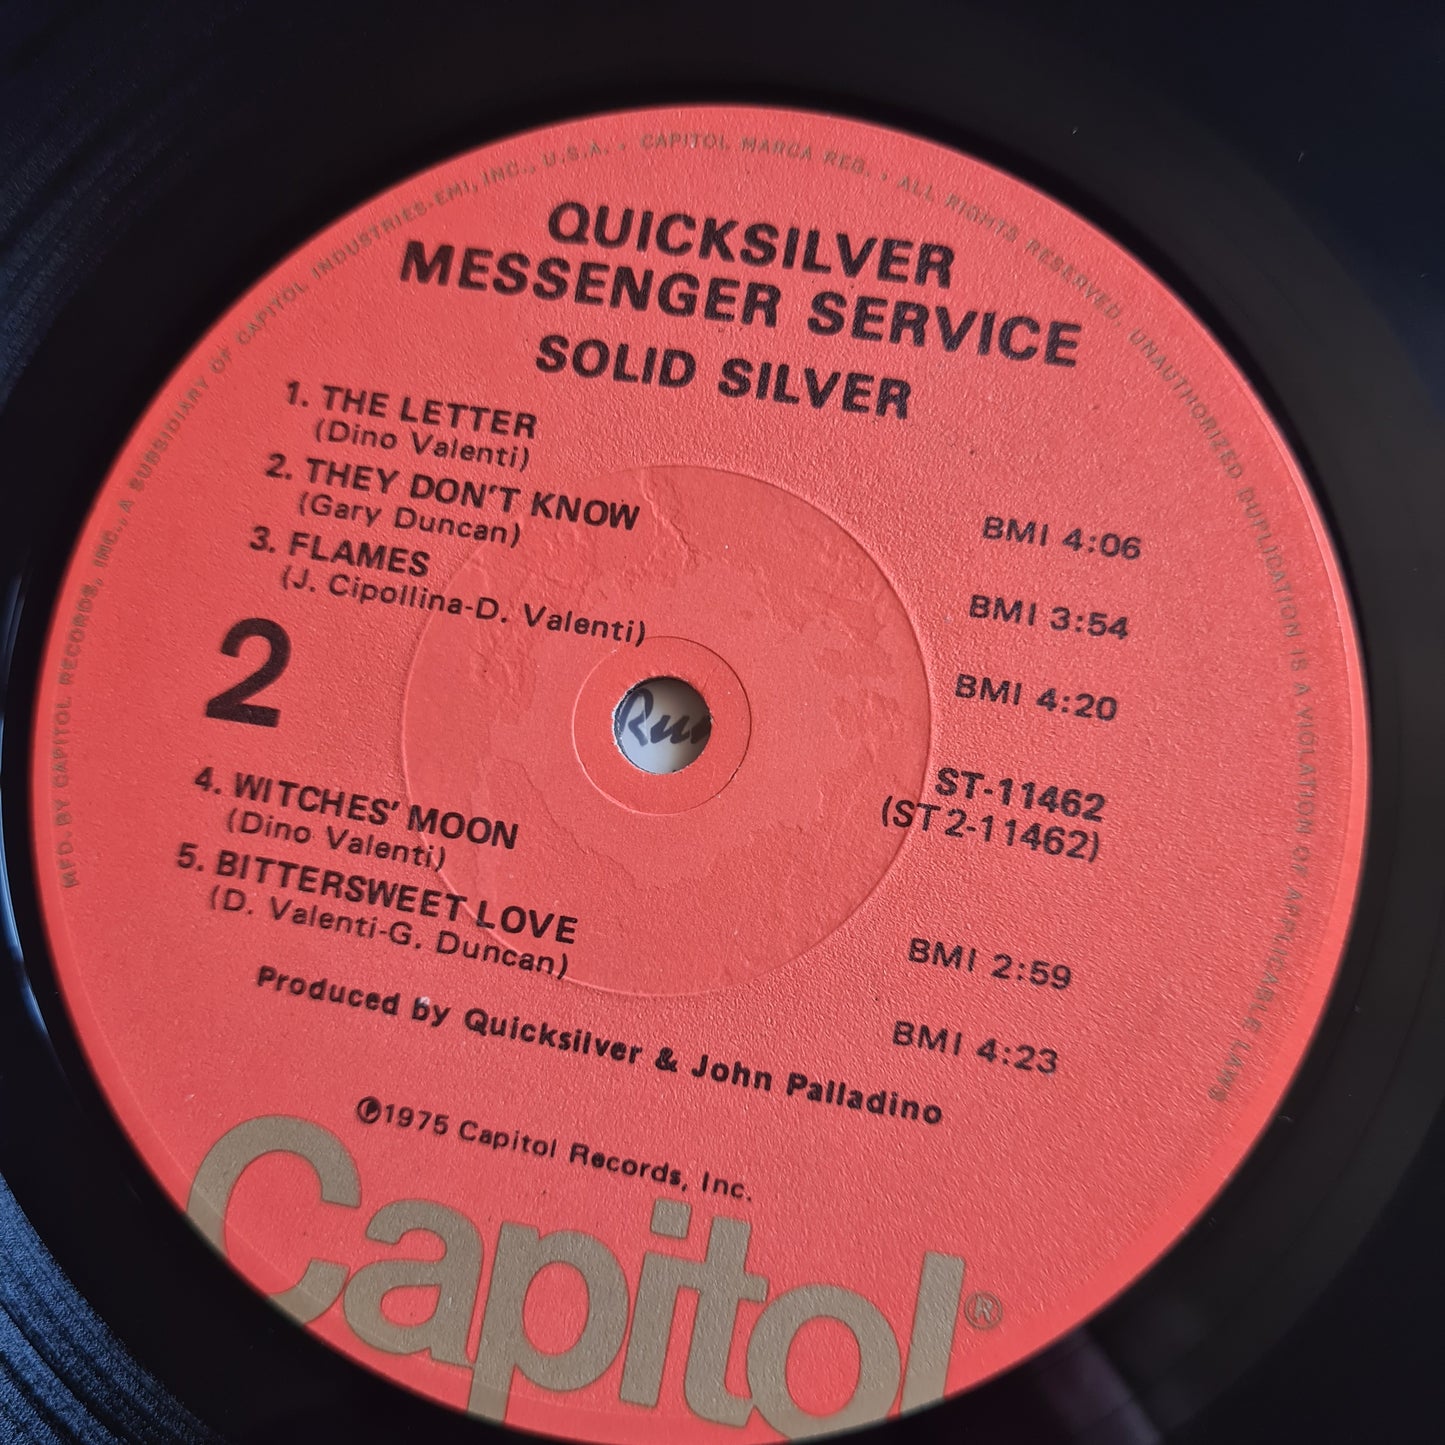 MFD. BY CAPITOL RECORDS, INC., A SUBSIDIARY OF CAPITOL INDUSTRIES-EMI, INC., U.S.A. • CAPITOL MARCA REG. • ALL RIGHTS RESERVED. UNAUTHORIZED DUPLICATION IS A VIOLATION OF APPLICABLE LAWS
QUICKSILVER
MESSENGER SERVICE
SOLID SILVER
1. THE LETTER
(Dino Valenti) BMI 4:06
2. THEY DON'T KNOW
(Gary Duncan) BMI 3:54
3. FLAMES
(J. Cipollina-D. Valenti) BMI 4:20
2
ST-11462
(ST2-11462)
4. WITCHES' MOON
(Dino Valenti) BMI 2:59
5. BITTERSWEET LOVE
(D. Valenti-G. Duncan) BMI 4:23
Produced by Quicksilver & John Palladino
Ⓟ1975 Capitol Records, Inc.
Capitol®